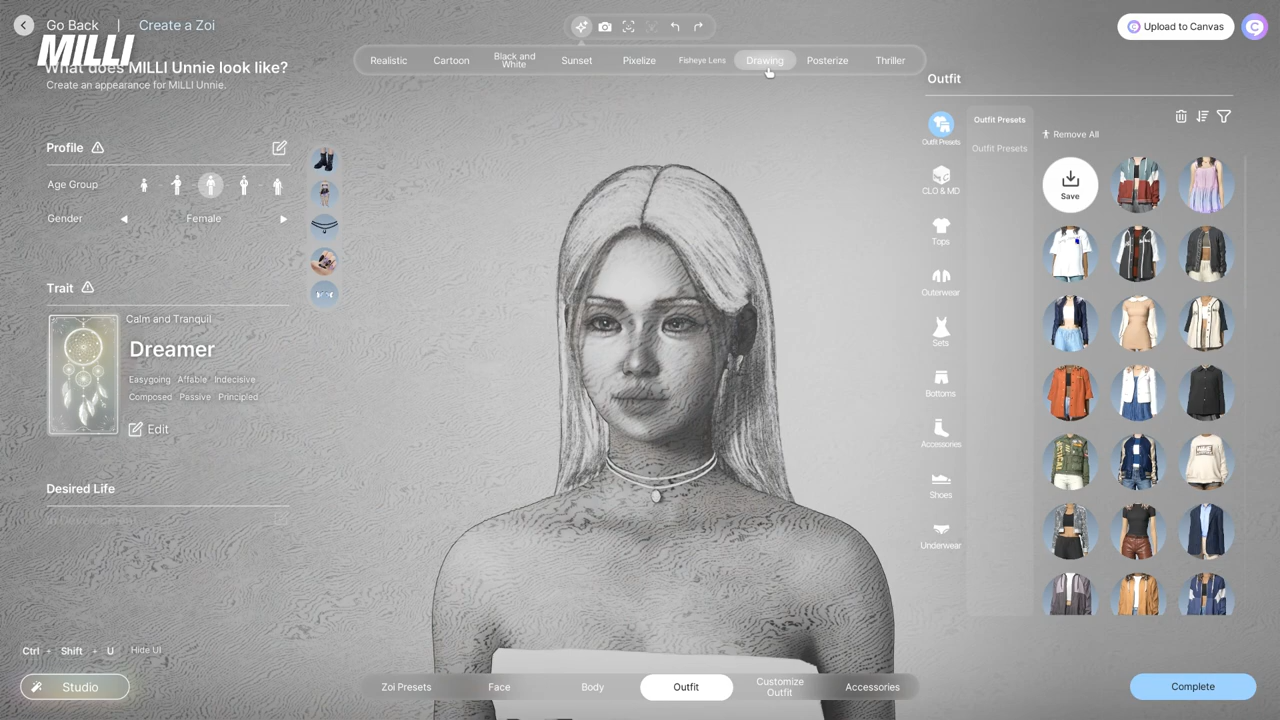 Go Back | Create a Zoi
MILLI
What does MILLI Unnie look like?
Create an appearance for MILLI Unnie.
Upload to Canvas
Realistic
Cartoon
Black and
White
Sunset
Pixelize
Fisheye Lens
Drawing
Posterize
Thriller
Profile
Age Group
Gender
Female
Trait
Calm and Tranquil
Dreamer
Easygoing Affable Indecisive
Composed Passive Principled
Edit
Desired Life
Ctrl + Shift + U Hide UI
Studio
Outfit
Outfit Presets
CLO & MD
Tops
Outerwear
Sets
Bottoms
Accessories
Shoes
Underwear
Outfit Presets
Outfit Presets
Remove All
Save
Zoi Presets
Face
Body
Outfit
Customize
Outfit
Accessories
Complete